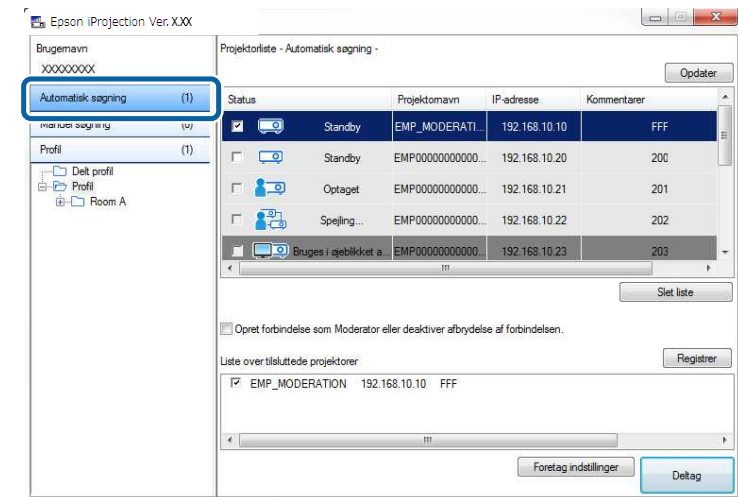 Epson iProjection Ver. X.XX
Brugernavn
XXXXXXXX
Automatisk søgning (1)
Manuel søgning (0)
Profil (1)
Delt profil
Profil
Room A
Projektorliste - Automatisk søgning -
Opdater
Status Projektornavn IP-adresse Kommentarer
Standby EMP_MODERATI... 192.168.10.10 FFF
Standby EMP00000000000... 192.168.10.20 200
Optaget EMP00000000000... 192.168.10.21 201
Spejling... EMP00000000000... 192.168.10.22 202
Bruges i øjeblikket a... EMP00000000000... 192.168.10.23 203
Slet liste
Opret forbindelse som Moderator eller deaktiver afbrydelse af forbindelsen.
Liste over tilsluttede projektorer
Registrer
EMP_MODERATION 192.168.10.10 FFF
Foretag indstillinger
Deltag